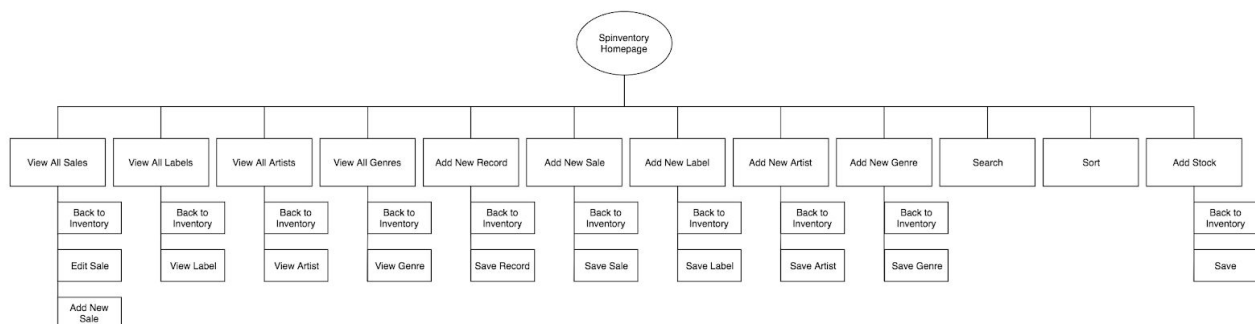 Spinventory
Homepage
View All Sales
View All Labels
View All Artists
View All Genres
Add New Record
Add New Sale
Add New Label
Add New Artist
Add New Genre
Search
Sort
Add Stock
Back to
Inventory
Back to
Inventory
Back to
Inventory
Back to
Inventory
Back to
Inventory
Back to
Inventory
Back to
Inventory
Back to
Inventory
Back to
Inventory
Back to
Inventory
Edit Sale
View Label
View Artist
View Genre
Save Record
Save Sale
Save Label
Save Artist
Save Genre
Save
Add New
Sale